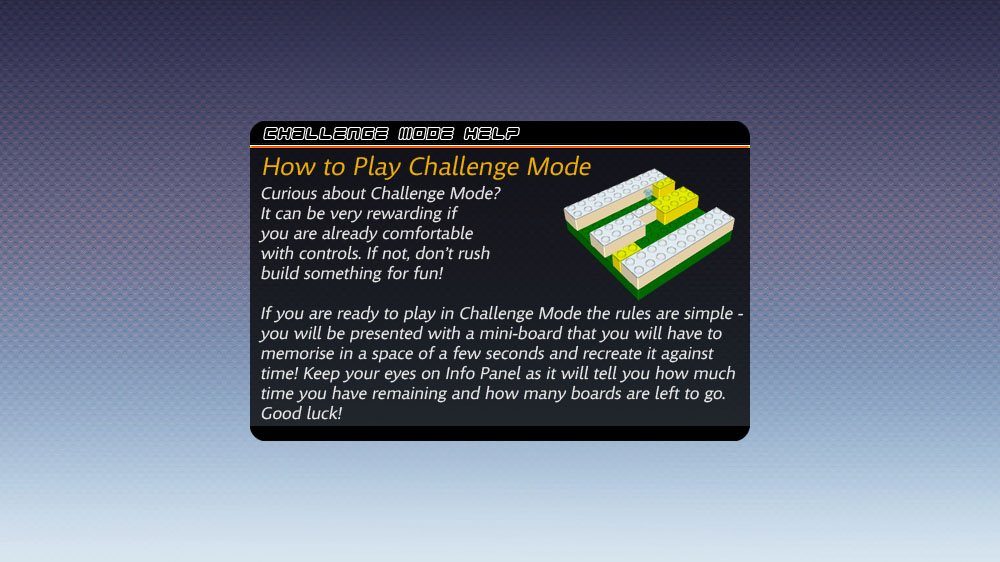 CHALLENGE MODE HELP
How to Play Challenge Mode
Curious about Challenge Mode?
It can be very rewarding if
you are already comfortable
with controls. If not, don't rush
build something for fun!
If you are ready to play in Challenge Mode the rules are simple -
you will be presented with a mini-board that you will have to
memorise in a space of a few seconds and recreate it against
time! Keep your eyes on Info Panel as it will tell you how much
time you have remaining and how many boards are left to go.
Good luck!